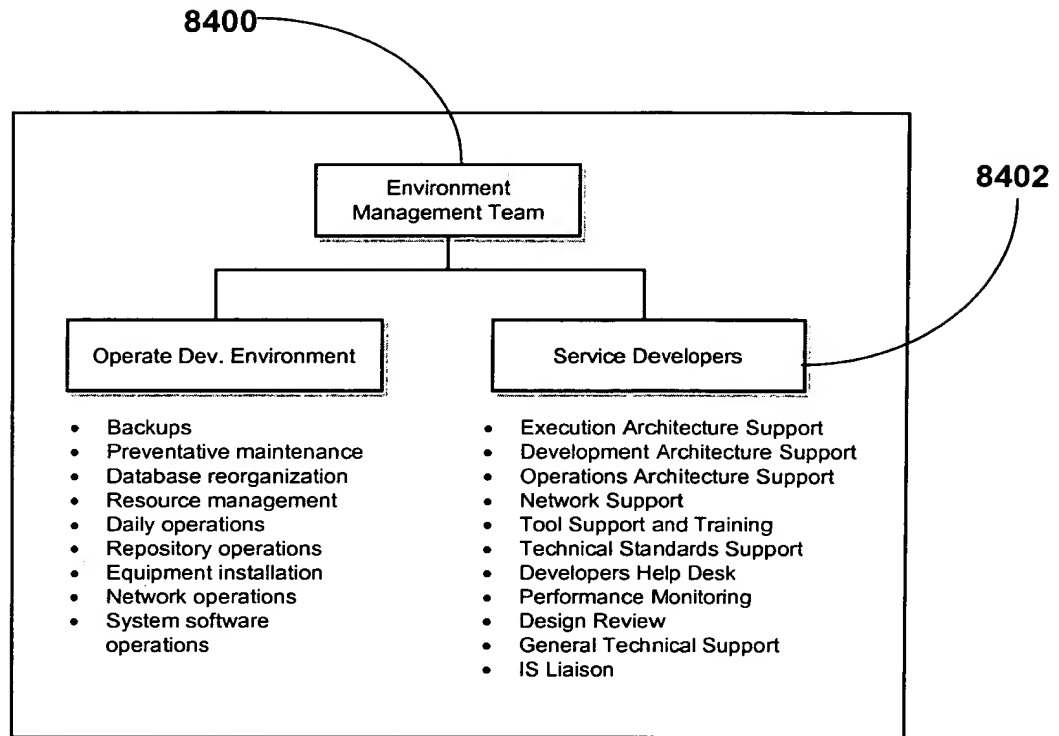 8400
8402
Environment
Management Team
Operate Dev. Environment
Service Developers
• Backups
• Preventative maintenance
• Database reorganization
• Resource management
• Daily operations
• Repository operations
• Equipment installation
• Network operations
• System software
operations
• Execution Architecture Support
• Development Architecture Support
• Operations Architecture Support
• Network Support
• Tool Support and Training
• Technical Standards Support
• Developers Help Desk
• Performance Monitoring
• Design Review
• General Technical Support
• IS Liaison